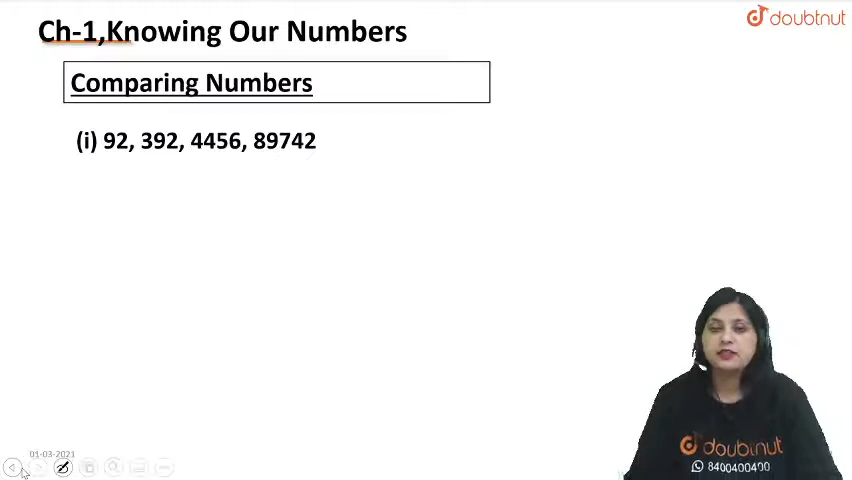 Ch-1,Knowing Our Numbers
doubtnut
Comparing Numbers
(i) 92, 392, 4456, 89742
doubtnut
8400400400
01-03-2021